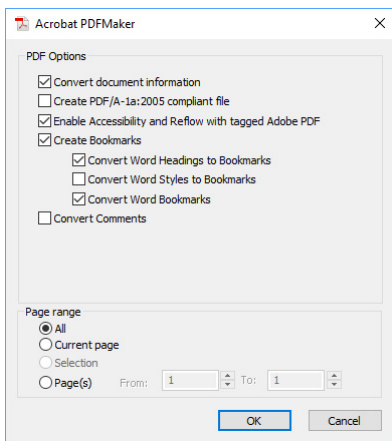 Acrobat PDFMaker
PDF Options
Convert document information
Create PDF/A-1a:2005 compliant file
Enable Accessibility and Reflow with tagged Adobe PDF
Create Bookmarks
Convert Word Headings to Bookmarks
Convert Word Styles to Bookmarks
Convert Word Bookmarks
Convert Comments
Page range
All
Current page
Selection
Page(s) From: 1 To: 1
OK Cancel